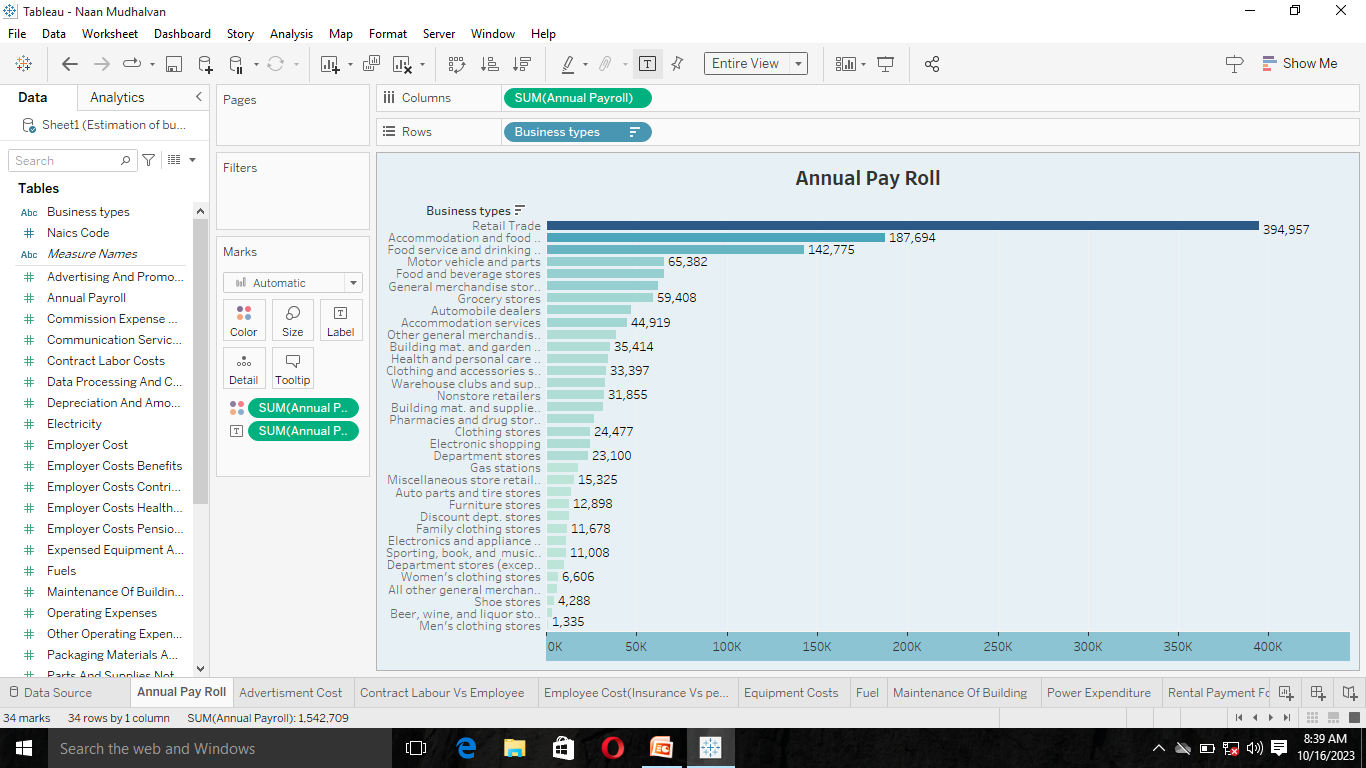 Tableau - Naan Mudhalvan
File Data Worksheet Dashboard Story Analysis Map Format Server Window Help
Entire View
Show Me
Data Analytics
Sheet1 (Estimation of bu...
Search
Tables
Abc Business types
# Naics Code
Abc Measure Names
# Advertising And Promo...
# Annual Payroll
# Commission Expense ...
# Communication Servic...
# Contract Labor Costs
# Data Processing And C...
# Depreciation And Amo...
# Electricity
# Employer Cost
# Employer Costs Benefits
# Employer Costs Contri...
# Employer Costs Health...
# Employer Costs Pensio...
# Expensed Equipment A...
# Fuels
# Maintenance Of Buildin...
# Operating Expenses
# Other Operating Expen...
# Packaging Materials A...
Parts And Supplies Not
Pages
Filters
Marks
Automatic
Color Size Label
Detail Tooltip
SUM(Annual P..
SUM(Annual P..
Columns SUM(Annual Payroll)
Rows Business types
Annual Pay Roll
Business types
Retail Trade 394,957
Accommodation and food .. 187,694
Food service and drinking .. 142,775
Motor vehicle and parts 65,382
Food and beverage stores
General merchandise stor..
Grocery stores 59,408
Automobile dealers
Accommodation services 44,919
Other general merchandis..
Building mat. and garden .. 35,414
Health and personal care ..
Clothing and accessories s.. 33,397
Warehouse clubs and sup..
Nonstore retailers 31,855
Building mat. and supplie..
Pharmacies and drug stor..
Clothing stores 24,477
Electronic shopping
Department stores 23,100
Gas stations
Miscellaneous store retail.. 15,325
Auto parts and tire stores
Furniture stores 12,898
Discount dept. stores
Family clothing stores 11,678
Electronics and appliance ..
Sporting, book, and music.. 11,008
Department stores (excep..
Women's clothing stores 6,606
All other general merchan..
Shoe stores 4,288
Beer, wine, and liquor sto..
Men's clothing stores 1,335
0K 50K 100K 150K 200K 250K 300K 350K 400K
Data Source Annual Pay Roll Advertisment Cost Contract Labour Vs Employee Employee Cost(Insurance Vs pe... Equipment Costs Fuel Maintenance Of Building Power Expenditure Rental Payment Fo
34 marks 34 rows by 1 column SUM(Annual Payroll): 1,542,709
Search the web and Windows
8:39 AM
10/16/2023